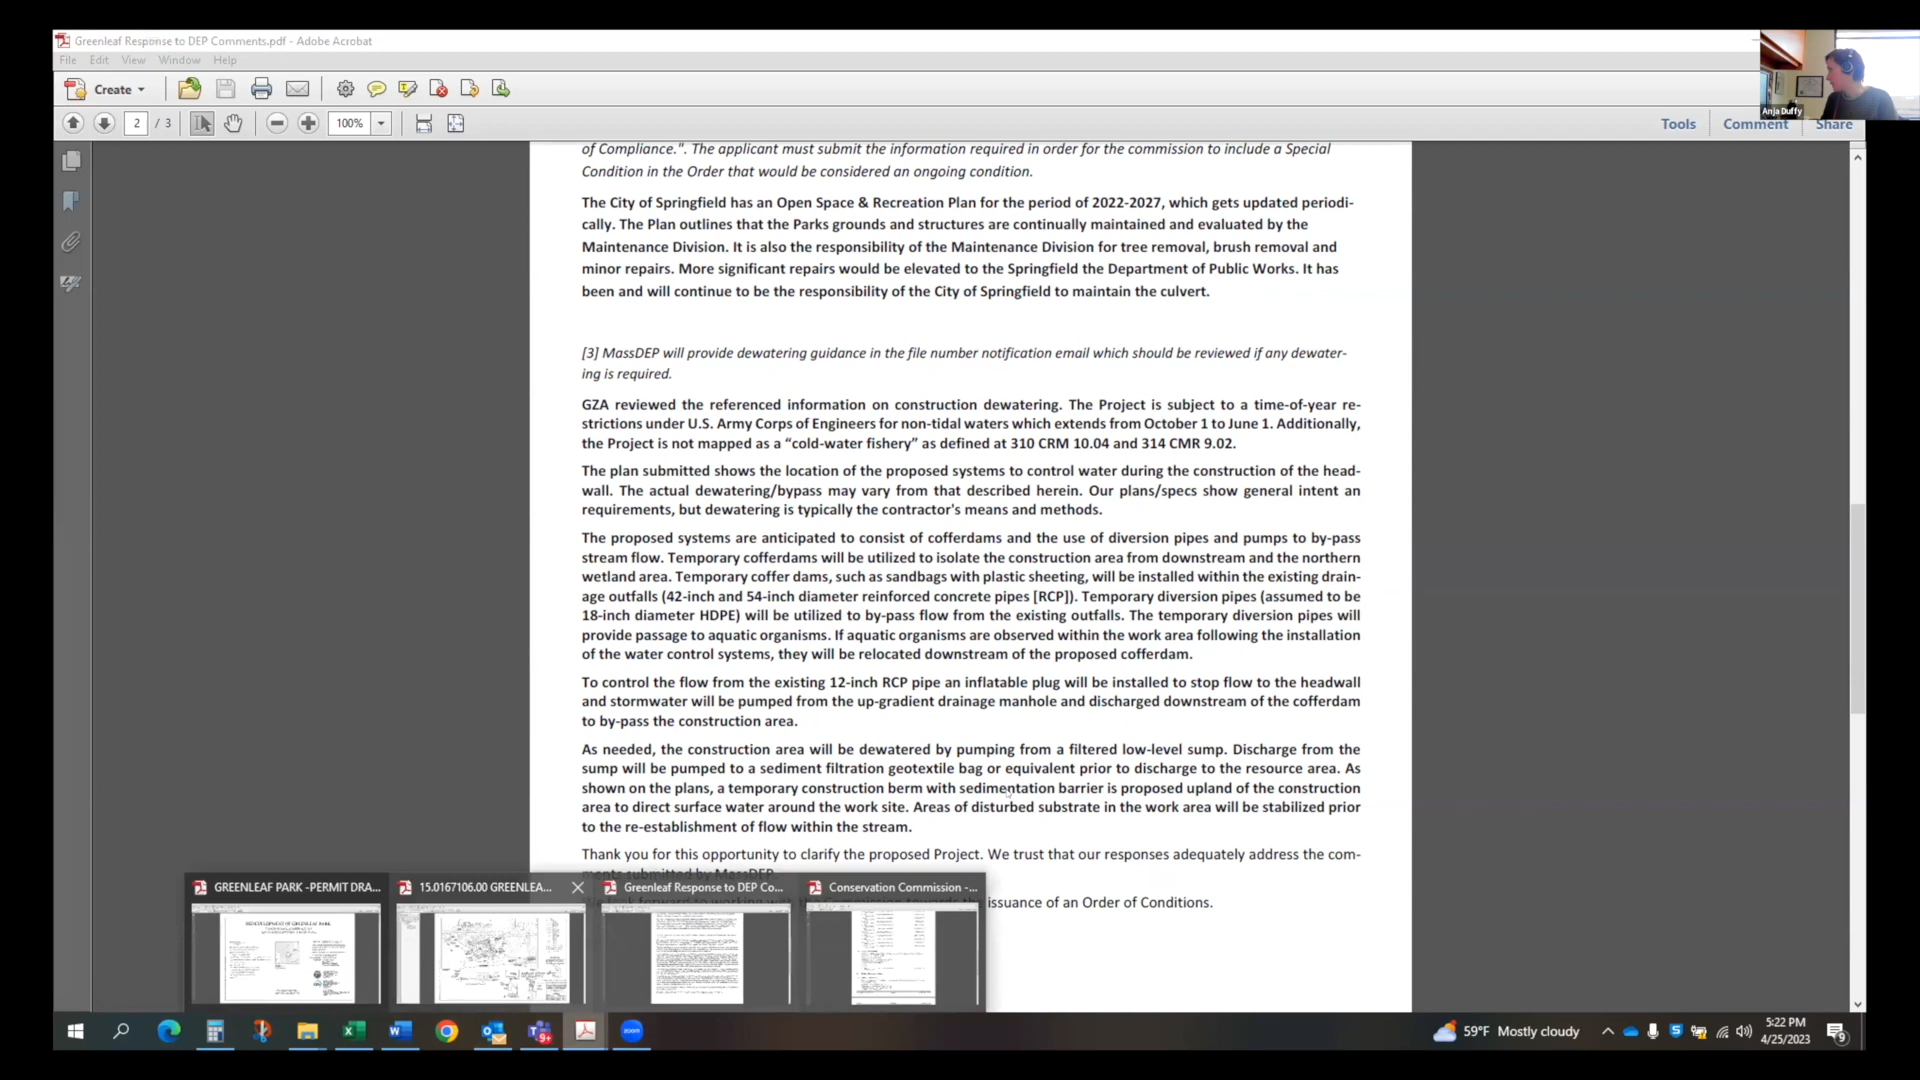 Greenleaf Response to DEP Comments.pdf - Adobe Acrobat
File Edit View Window Help
Create
2 / 3
100%
Tools Comment Share
Anja Duffy
of Compliance.". The applicant must submit the information required in order for the commission to include a Special
Condition in the Order that would be considered an ongoing condition.
The City of Springfield has an Open Space & Recreation Plan for the period of 2022-2027, which gets updated periodi-
cally. The Plan outlines that the Parks grounds and structures are continually maintained and evaluated by the
Maintenance Division. It is also the responsibility of the Maintenance Division for tree removal, brush removal and
minor repairs. More significant repairs would be elevated to the Springfield the Department of Public Works. It has
been and will continue to be the responsibility of the City of Springfield to maintain the culvert.
[3] MassDEP will provide dewatering guidance in the file number notification email which should be reviewed if any dewater-
ing is required.
GZA reviewed the referenced information on construction dewatering. The Project is subject to a time-of-year re-
strictions under U.S. Army Corps of Engineers for non-tidal waters which extends from October 1 to June 1. Additionally,
the Project is not mapped as a “cold-water fishery” as defined at 310 CRM 10.04 and 314 CMR 9.02.
The plan submitted shows the location of the proposed systems to control water during the construction of the head-
wall. The actual dewatering/bypass may vary from that described herein. Our plans/specs show general intent an
requirements, but dewatering is typically the contractor's means and methods.
The proposed systems are anticipated to consist of cofferdams and the use of diversion pipes and pumps to by-pass
stream flow. Temporary cofferdams will be utilized to isolate the construction area from downstream and the northern
wetland area. Temporary coffer dams, such as sandbags with plastic sheeting, will be installed within the existing drain-
age outfalls (42-inch and 54-inch diameter reinforced concrete pipes [RCP]). Temporary diversion pipes (assumed to be
18-inch diameter HDPE) will be utilized to by-pass flow from the existing outfalls. The temporary diversion pipes will
provide passage to aquatic organisms. If aquatic organisms are observed within the work area following the installation
of the water control systems, they will be relocated downstream of the proposed cofferdam.
To control the flow from the existing 12-inch RCP pipe an inflatable plug will be installed to stop flow to the headwall
and stormwater will be pumped from the up-gradient drainage manhole and discharged downstream of the cofferdam
to by-pass the construction area.
As needed, the construction area will be dewatered by pumping from a filtered low-level sump. Discharge from the
sump will be pumped to a sediment filtration geotextile bag or equivalent prior to discharge to the resource area. As
shown on the plans, a temporary construction berm with sedimentation barrier is proposed upland of the construction
area to direct surface water around the work site. Areas of disturbed substrate in the work area will be stabilized prior
to the re-establishment of flow within the stream.
Thank you for this opportunity to clarify the proposed Project. We trust that our responses adequately address the com-
ments submitted by MassDEP.
issuance of an Order of Conditions.
GREENLEAF PARK -PERMIT DRA...
15.0167106.00 GREENLEA...
Greenleaf Response to DEP Co...
Conservation Commission -...
REDEVELOPMENT OF GREENLEAF PARK
59°F Mostly cloudy
5:22 PM
4/25/2023